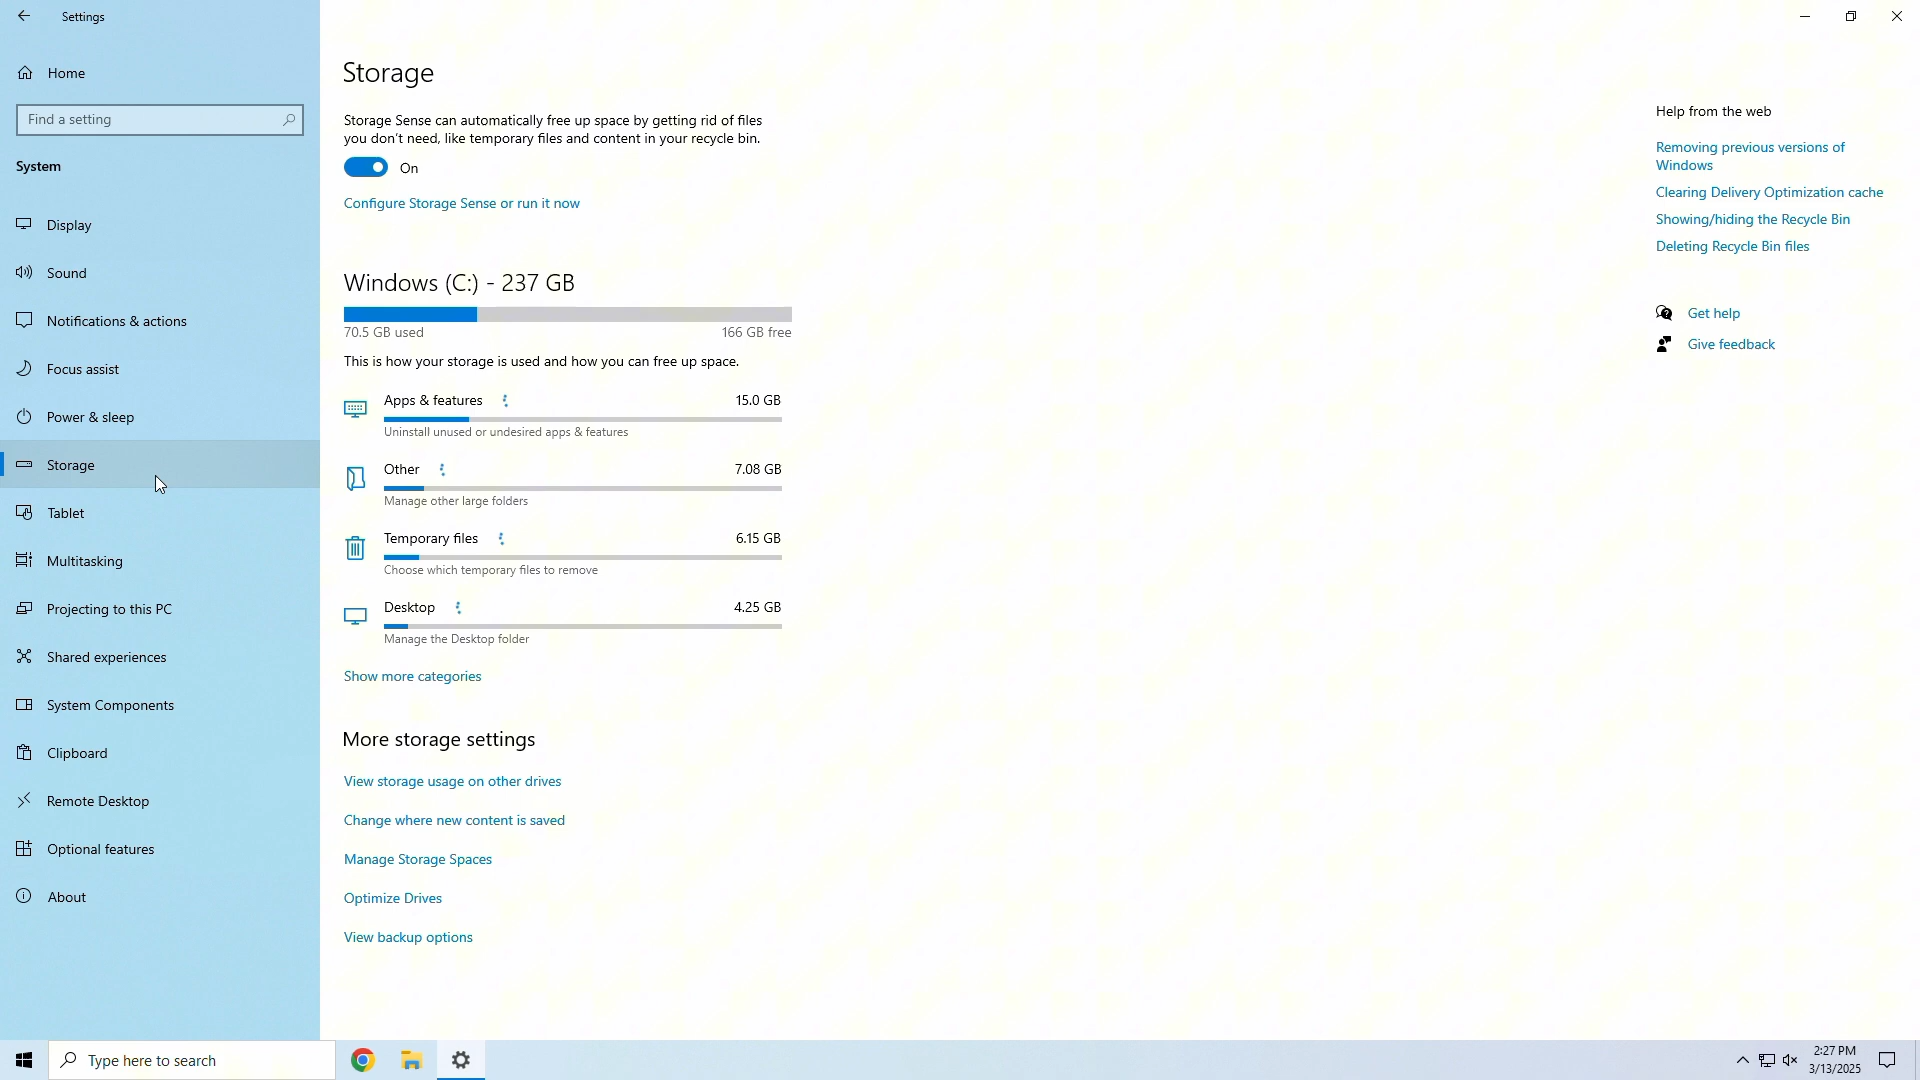 Settings
Home
Find a setting
System
Display
Sound
Notifications & actions
Focus assist
Power & sleep
Storage
Tablet
Multitasking
Projecting to this PC
Shared experiences
System Components
Clipboard
Remote Desktop
Optional features
About
Storage
Storage Sense can automatically free up space by getting rid of files
you don't need, like temporary files and content in your recycle bin.
On
Configure Storage Sense or run it now
Windows (C:) - 237 GB
70.5 GB used
166 GB free
This is how your storage is used and how you can free up space.
Apps & features
15.0 GB
Uninstall unused or undesired apps & features
Other
7.08 GB
Manage other large folders
Temporary files
6.15 GB
Choose which temporary files to remove
Desktop
4.25 GB
Manage the Desktop folder
Show more categories
More storage settings
View storage usage on other drives
Change where new content is saved
Manage Storage Spaces
Optimize Drives
View backup options
Help from the web
Removing previous versions of
Windows
Clearing Delivery Optimization cache
Showing/hiding the Recycle Bin
Deleting Recycle Bin files
Get help
Give feedback
Type here to search
2:27 PM
3/13/2025